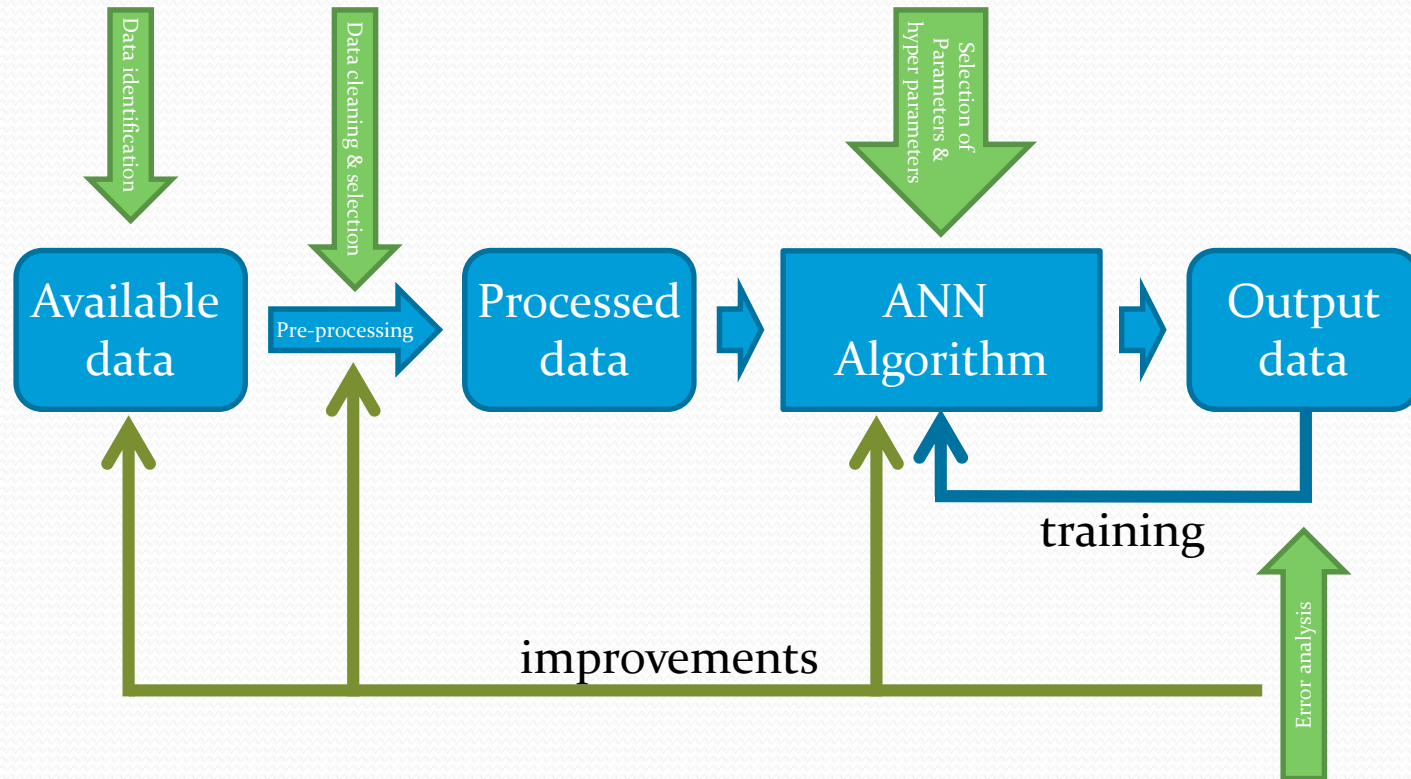 Data identification
Data cleaning & selection
Selection of
Parameters &
hyper parameters
Available
data
Pre-processing
Processed
data
ANN
Algorithm
Output
data
training
improvements
Error analysis